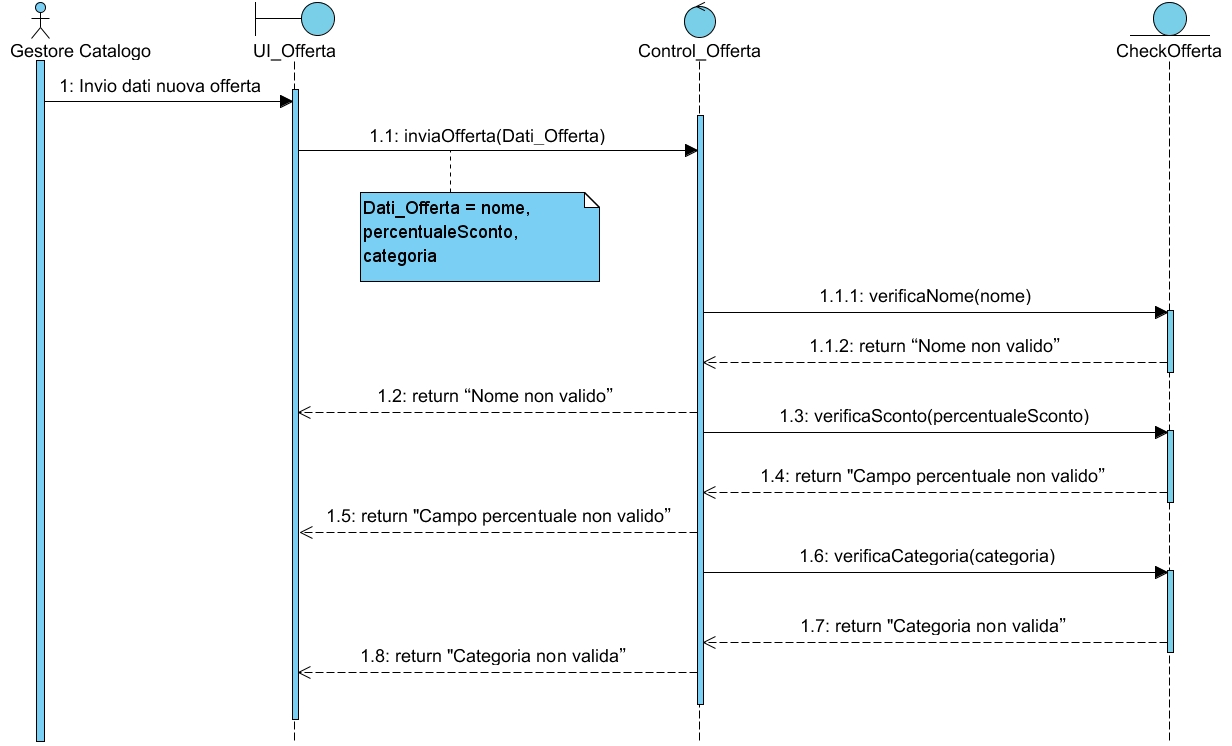 Gestore Catalogo
UI_Offerta
Control_Offerta
CheckOfferta
1: Invio dati nuova offerta
1.1: inviaOfferta(Dati_Offerta)
Dati_Offerta = nome,
percentualeSconto,
categoria
1.1.1: verificaNome(nome)
1.1.2: return “Nome non valido”
1.2: return “Nome non valido”
1.3: verificaSconto(percentualeSconto)
1.4: return "Campo percentuale non valido”
1.5: return "Campo percentuale non valido”
1.6: verificaCategoria(categoria)
1.7: return "Categoria non valida”
1.8: return "Categoria non valida”